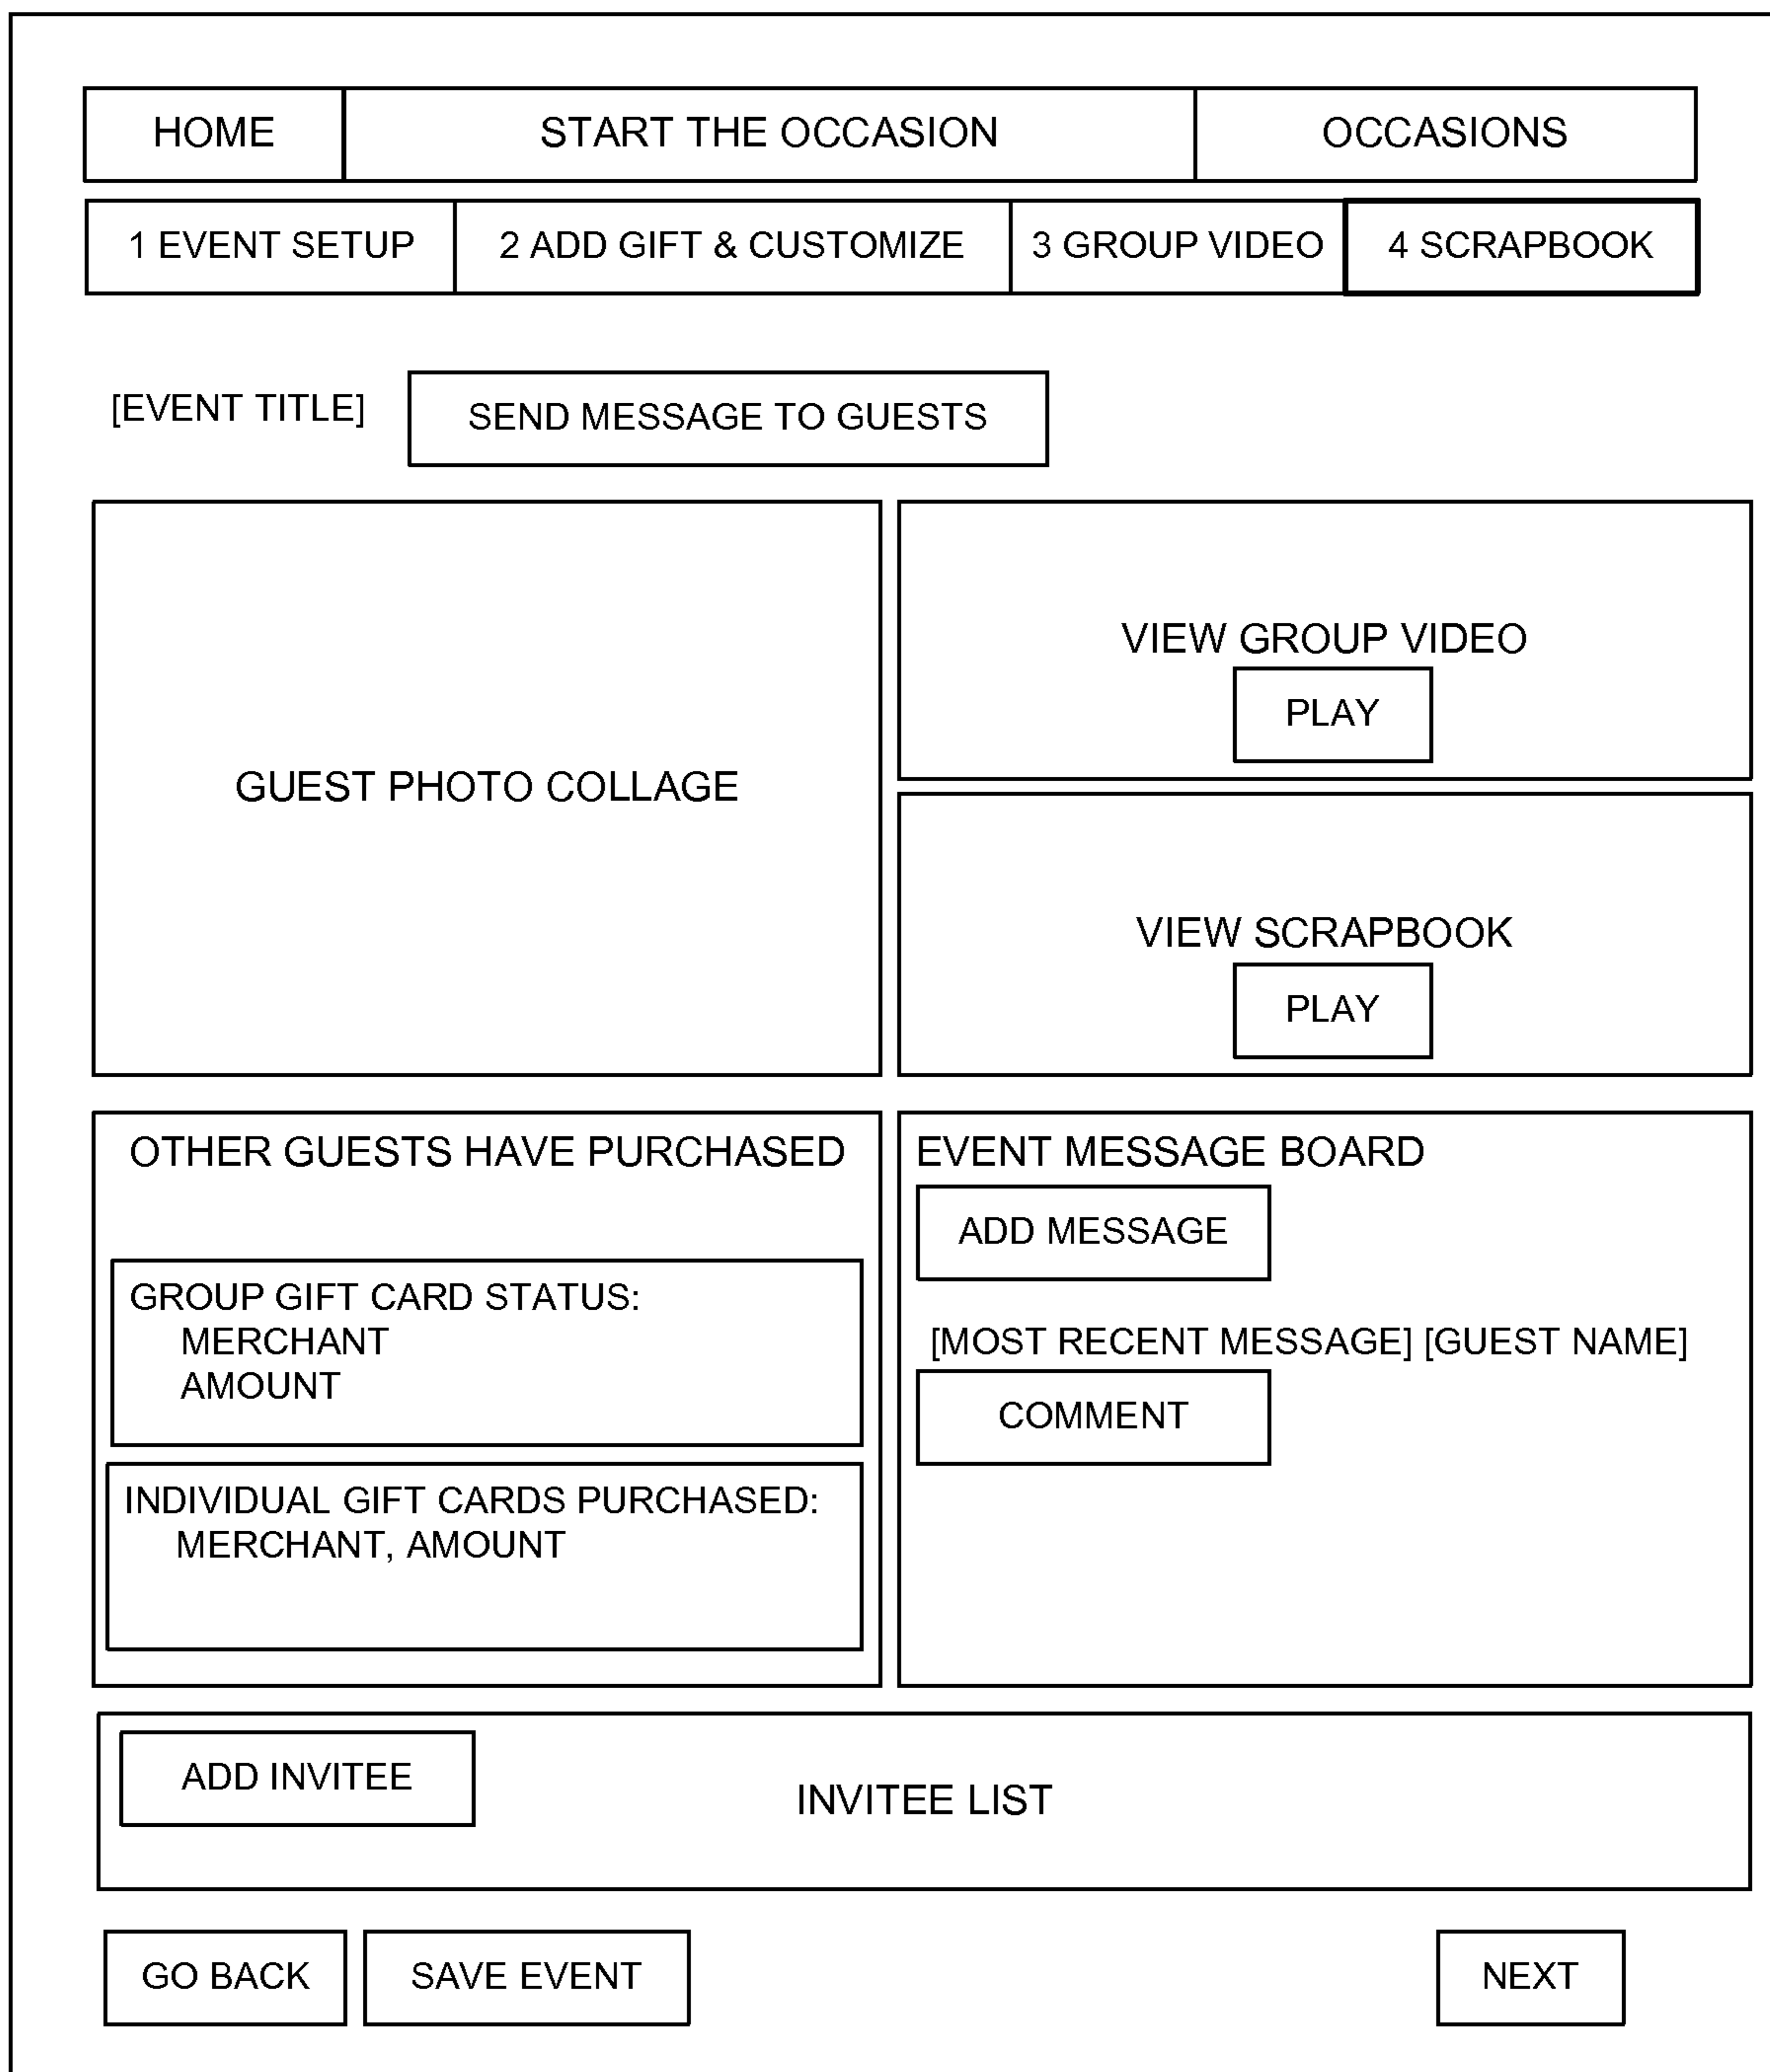 HOME
START THE OCCASION
OCCASIONS
1 EVENT SETUP
2 ADD GIFT & CUSTOMIZE
3 GROUP VIDEO
4 SCRAPBOOK
[EVENT TITLE]
SEND MESSAGE TO GUESTS
GUEST PHOTO COLLAGE
VIEW GROUP VIDEO
PLAY
VIEW SCRAPBOOK
PLAY
OTHER GUESTS HAVE PURCHASED
GROUP GIFT CARD STATUS:
MERCHANT
AMOUNT
INDIVIDUAL GIFT CARDS PURCHASED:
MERCHANT, AMOUNT
EVENT MESSAGE BOARD
ADD MESSAGE
[MOST RECENT MESSAGE] [GUEST NAME]
COMMENT
ADD INVITEE
INVITEE LIST
GO BACK
SAVE EVENT
NEXT